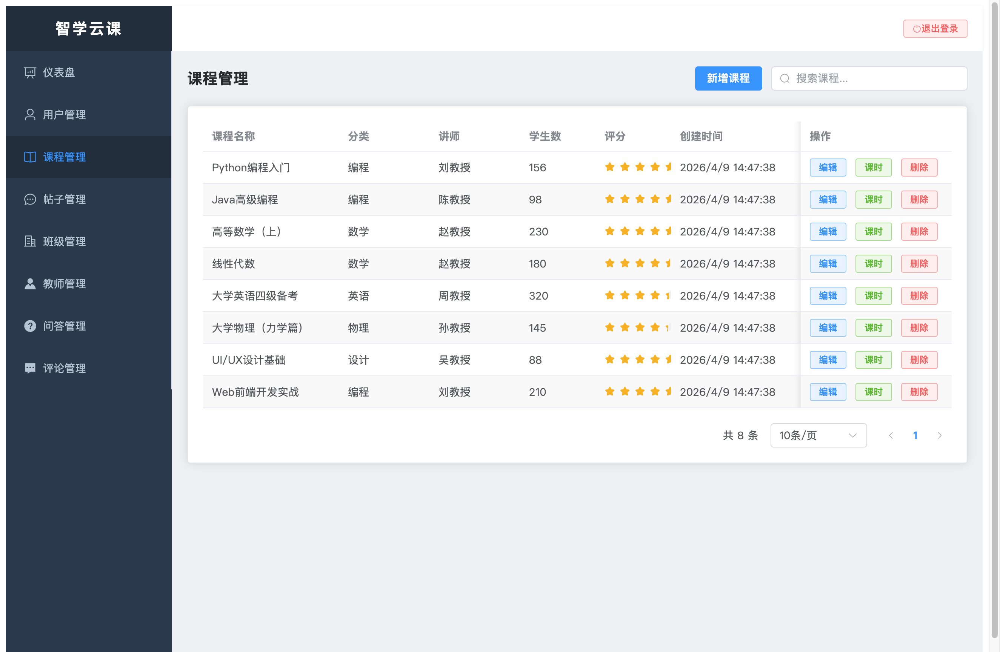 智学云课
退出登录
仪表盘
用户管理
课程管理
帖子管理
班级管理
教师管理
问答管理
评论管理
课程管理
新增课程
搜索课程...
课程名称 分类 讲师 学生数 评分 创建时间 操作
Python编程入门 编程 刘教授 156 2026/4/9 14:47:38 编辑 课时 删除
Java高级编程 编程 陈教授 98 2026/4/9 14:47:38 编辑 课时 删除
高等数学（上） 数学 赵教授 230 2026/4/9 14:47:38 编辑 课时 删除
线性代数 数学 赵教授 180 2026/4/9 14:47:38 编辑 课时 删除
大学英语四级备考 英语 周教授 320 2026/4/9 14:47:38 编辑 课时 删除
大学物理（力学篇） 物理 孙教授 145 2026/4/9 14:47:38 编辑 课时 删除
UI/UX设计基础 设计 吴教授 88 2026/4/9 14:47:38 编辑 课时 删除
Web前端开发实战 编程 刘教授 210 2026/4/9 14:47:38 编辑 课时 删除
共 8 条 10条/页 1